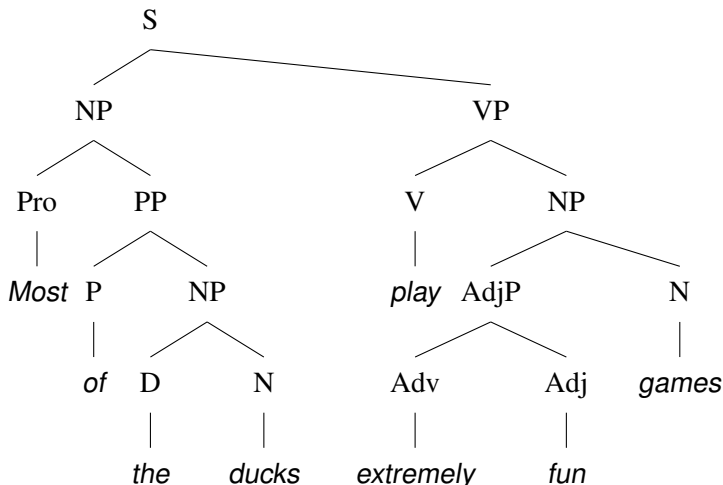 S
NP VP
Pro PP V NP
Most P NP play AdjP N
of D N Adv Adj games
the ducks extremely fun